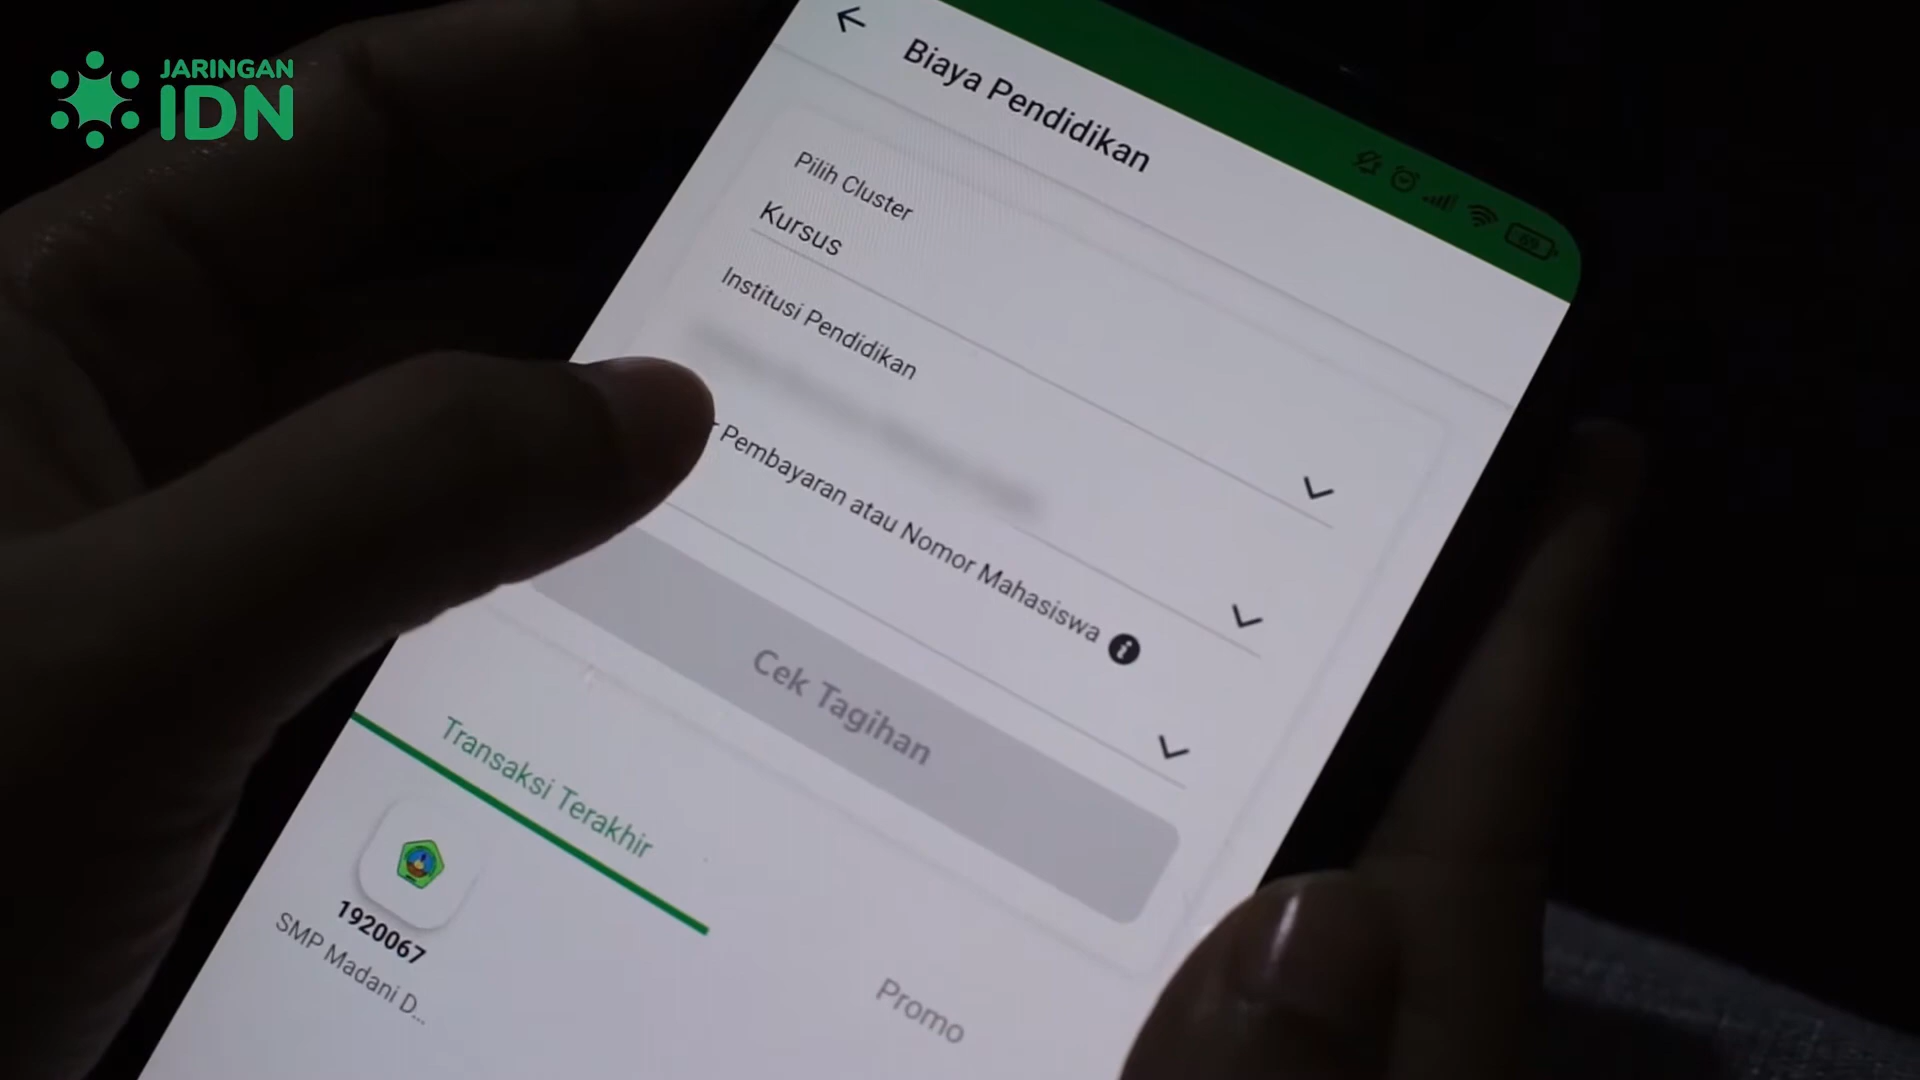 JARINGAN
IDN
Biaya Pendidikan
Pilih Cluster
Kursus
Institusi Pendidikan
Pembayaran atau Nomor Mahasiswa
Cek Tagihan
Transaksi Terakhir
Promo
1920067
SMP Madani D...